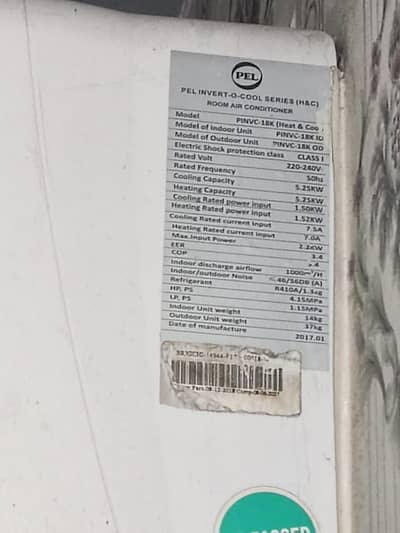 PEL
PEL INVERT-O-COOL SERIES (H&C)
ROOM AIR CONDITIONER
Model PINVC-18K (Heat & Coo
Model of Indoor Unit PINVC-18K ID
Model of Outdoor Unit PINVC-18K OD
Electric Shock protection class CLASS I
Rated Volt 220-240V
Rated Frequency 50hz
Cooling Capacity 5.25KW
Heating Capacity 5.25KW
Cooling Rated power input 1.50KW
Heating Rated power input 1.52KW
Cooling Rated current input 7.5A
Heating Rated current input 7.0A
Max.Input Power 2.2KW
EER 3.4
COP
Indoor discharge airflow 1000m³/H
Indoor/outdoor Noise 46/56DB (A)
Refrigerant R410A/1.3kg
HP, PS 4.15MPa
LP, PS 1.15MPa
Indoor Unit weight 14kg
Outdoor Unit weight 37kg
Date of manufacture 2017.01